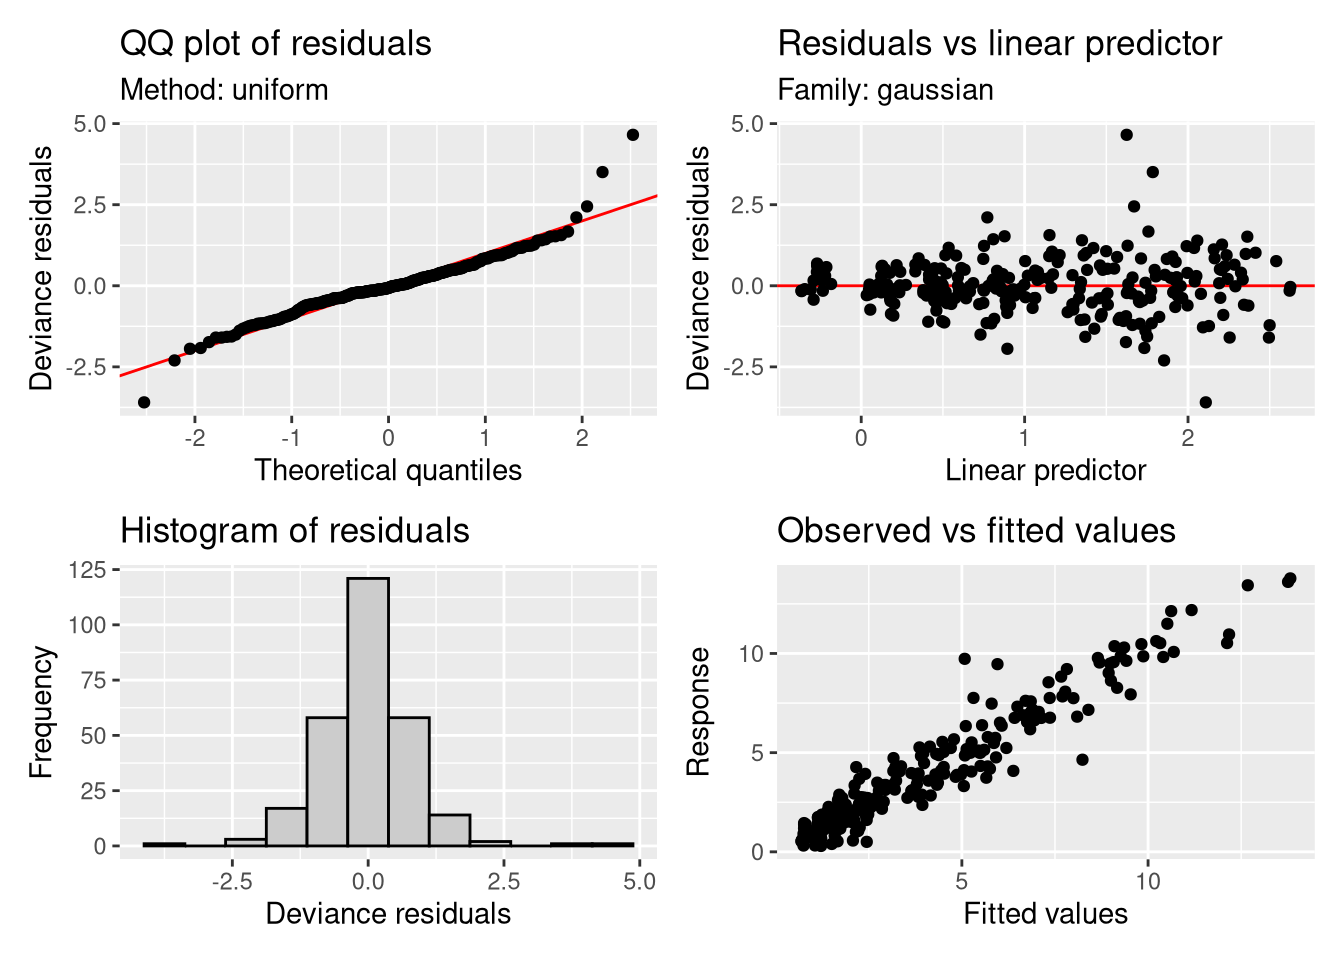 QQ plot of residuals
Method: uniform
5.0
2.5
0.0
-2.5
Deviance residuals
-2
-1
0
1
2
Theoretical quantiles
Residuals vs linear predictor
Family: gaussian
5.0
2.5
0.0
-2.5
Deviance residuals
0
1
2
Linear predictor
Histogram of residuals
125
100
75
50
25
0
Frequency
-2.5
0.0
2.5
5.0
Deviance residuals
Observed vs fitted values
10
5
0
Response
5
10
Fitted values